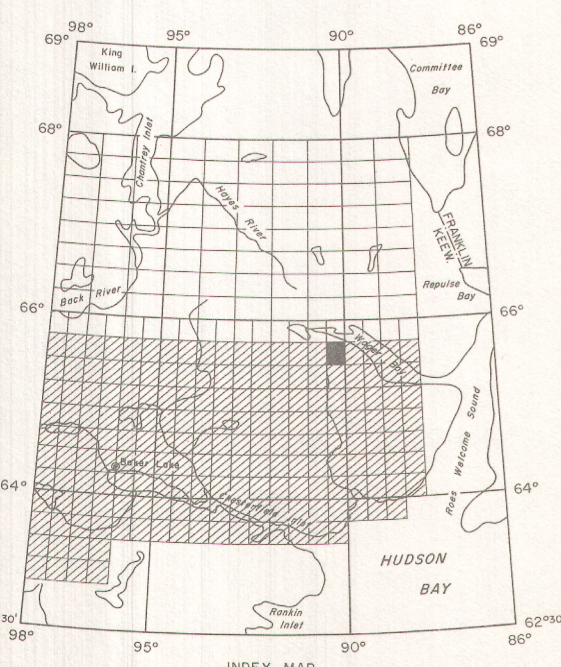 98°
95°
90°
86°
69°
69°
King
William I.
Committee
Bay
68°
68°
Chantrey Inlet
Hayes
River
FRANKLIN
KEEW.
Back River
Repulse
Bay
66°
66°
Wager Bay
Roes Welcome Sound
Baker Lake
64°
64°
Chesterfield Inlet
HUDSON
BAY
Rankin
Inlet
30'
62°30
98°
95°
90°
86°
INDEX MAP